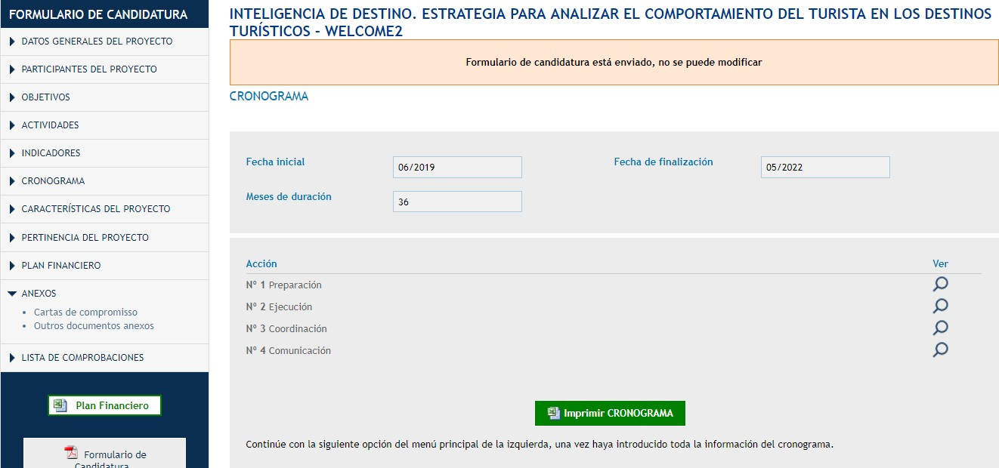 FORMULARIO DE CANDIDATURA
DATOS GENERALES DEL PROYECTO
PARTICIPANTES DEL PROYECTO
OBJETIVOS
ACTIVIDADES
INDICADORES
CRONOGRAMA
CARACTERÍSTICAS DEL PROYECTO
PERTINENCIA DEL PROYECTO
PLAN FINANCIERO
ANEXOS
Cartas de compromisso
Outros documentos anexos
LISTA DE COMPROBACIONES
Plan Financiero
Formulario de
Candidatura
INTELIGENCIA DE DESTINO. ESTRATEGIA PARA ANALIZAR EL COMPORTAMIENTO DEL TURISTA EN LOS DESTINOS
TURÍSTICOS - WELCOME2
Formulario de candidatura está enviado, no se puede modificar
CRONOGRAMA
Fecha inicial 06/2019 Fecha de finalización 05/2022
Meses de duración 36
Acción Ver
Nº 1 Preparación
Nº 2 Ejecución
Nº 3 Coordinación
Nº 4 Comunicación
Imprimir CRONOGRAMA
Continúe con la siguiente opción del menú principal de la izquierda, una vez haya introducido toda la información del cronograma.